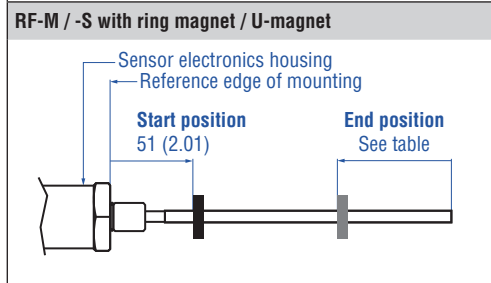 RF-M / -S with ring magnet / U-magnet
Sensor electronics housing
Reference edge of mounting
Start position
51 (2.01)
End position
See table